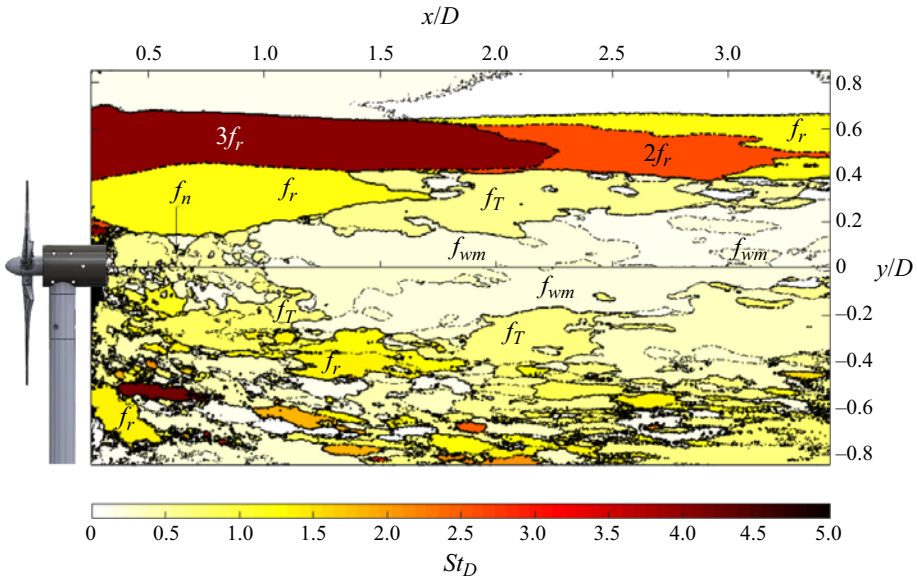 x/D
0.5 1.0 1.5 2.0 2.5 3.0
0.8
3f_r 0.6 f_r
2f_r
0.4
f_n f_r f_T
0.2
f_wm f_wm
0 y/D
f_wm
–0.2
f_T f_T
f_r –0.4
f_r –0.6
–0.8
0 0.5 1.0 1.5 2.0 2.5 3.0 3.5 4.0 5.0
St_D